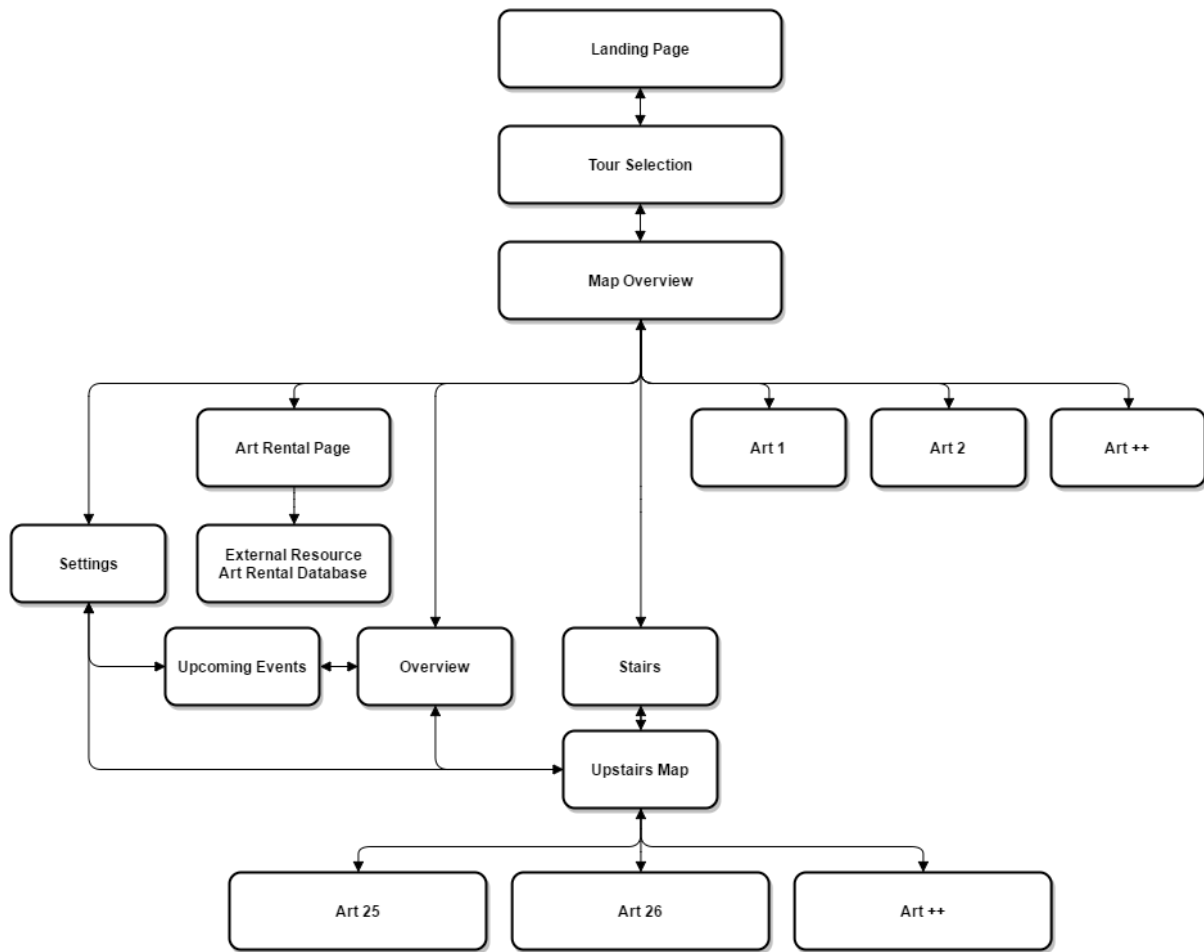 Landing Page
Tour Selection
Map Overview
Art Rental Page
Art 1
Art 2
Art ++
Settings
External Resource
Art Rental Database
Upcoming Events
Overview
Stairs
Upstairs Map
Art 25
Art 26
Art ++